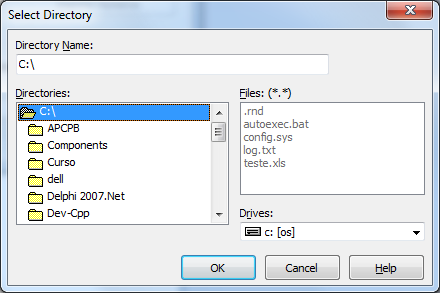 Select Directory
Directory Name:
C:\
Directories:
C:\
APCPB
Components
Curso
dell
Delphi 2007.Net
Dev-Cpp
Files: (*.*)
.rnd
autoexec.bat
config.sys
log.txt
teste.xls
Drives:
c: [os]
OK
Cancel
Help